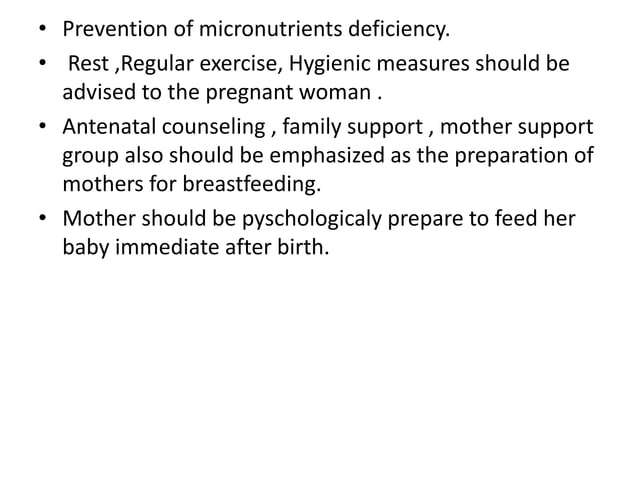 • Prevention of micronutrients deficiency.
• Rest ,Regular exercise, Hygienic measures should be
advised to the pregnant woman .
• Antenatal counseling , family support , mother support
group also should be emphasized as the preparation of
mothers for breastfeeding.
• Mother should be pyschologicaly prepare to feed her
baby immediate after birth.